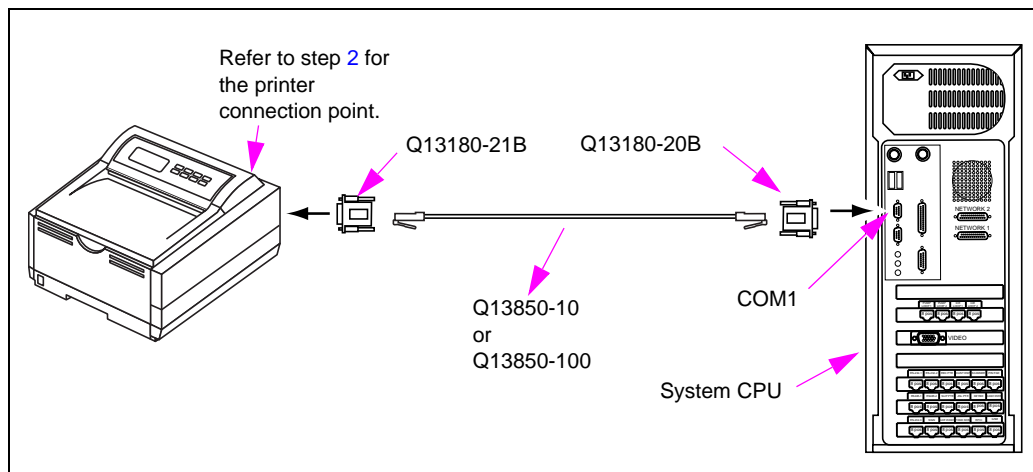 Refer to step 2 for
the printer
connection point.
Q13180-21B
Q13180-20B
NETWORK 2
NETWORK 1
COM1
Q13850-10
or
Q13850-100
VIDEO
System CPU